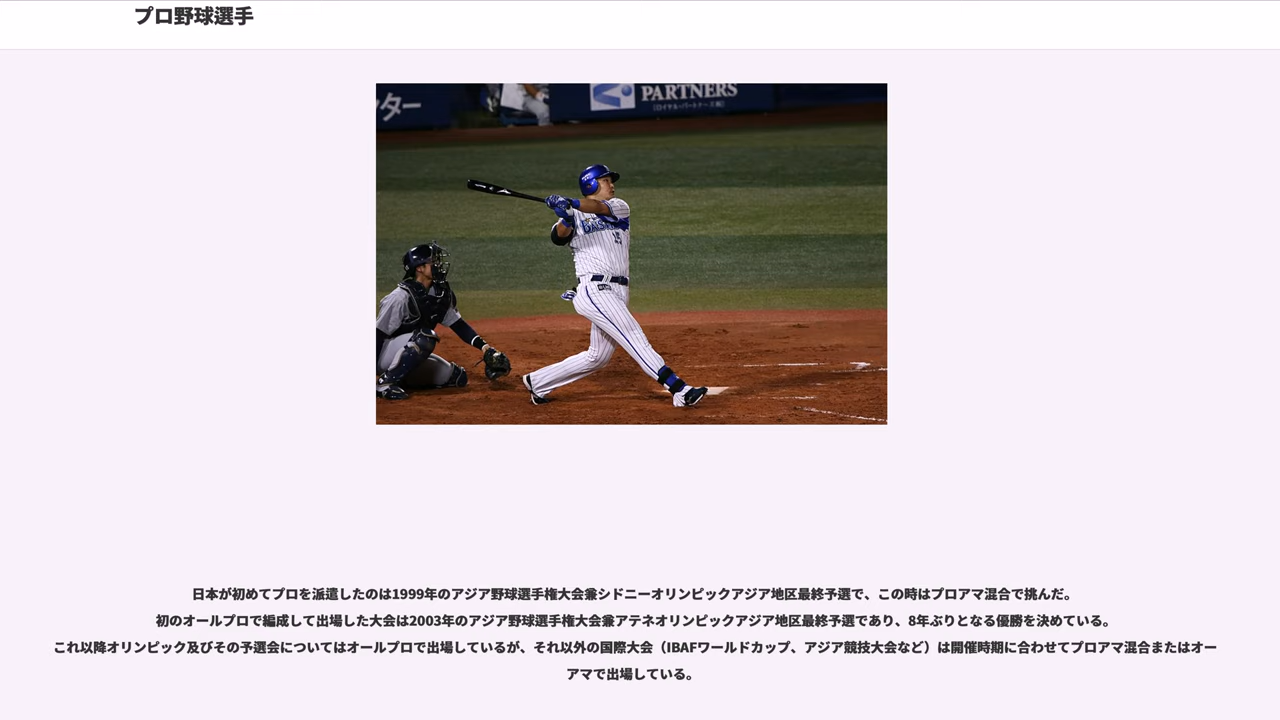 プロ野球選手
ンター
PARTNERS
日本が初めてプロを派遣したのは1999年のアジア野球選手権大会兼シドニーオリンピックアジア地区最終予選で、この時はプロアマ混合で挑んだ。
初のオールプロで編成して出場した大会は2003年のアジア野球選手権大会兼アテネオリンピックアジア地区最終予選であり、8年ぶりとなる優勝を決めている。
これ以降オリンピック及びその予選会についてはオールプロで出場しているが、それ以外の国際大会（IBAFワールドカップ、アジア競技大会など）は開催時期に合わせてプロアマ混合またはオー
アマで出場している。